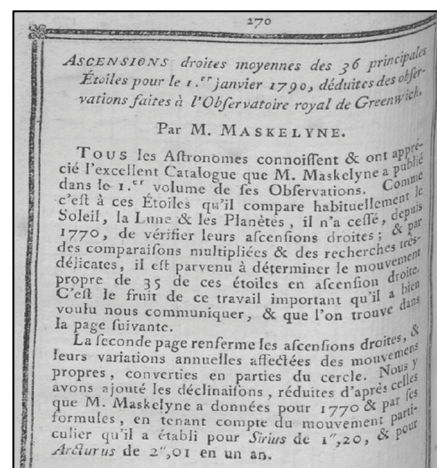 270
ASCENSIONS droites moyennes des 36 principales
Étoiles pour le 1.er janvier 1790, déduites des obser-
vations faites à l'Observatoire royal de Greenwich.
Par M. MASKELYNE.
TOUS les Astronomes connoissent & ont appré-
cié l'excellent Catalogue que M. Maskelyne a publié
dans le 1.er volume de ses Observations. Comme
c'est à ces Étoiles qu'il compare habituellement le
Soleil, la Lune & les Planètes, il n'a cessé, depuis
1770, de vérifier leurs ascensions droites; & par
des comparaisons multipliées & des recherches très-
délicates, il est parvenu à déterminer le mouvement
propre de 35 de ces étoiles en ascension droite.
C'est le fruit de ce travail important qu'il a bien
voulu nous communiquer, & que l'on trouve dans
la page suivante.
La seconde page renferme les ascensions droites, &
leurs variations annuelles affectées des mouvemens
propres, converties en parties du cercle. Nous y
avons ajouté les déclinaisons, réduites d'après celles
que M. Maskelyne a données pour 1770 & par ses
formules, en tenant compte du mouvement parti-
culier qu'il a établi pour Sirius de 1",20, & pour
Arcturus de 2",01 en un an.